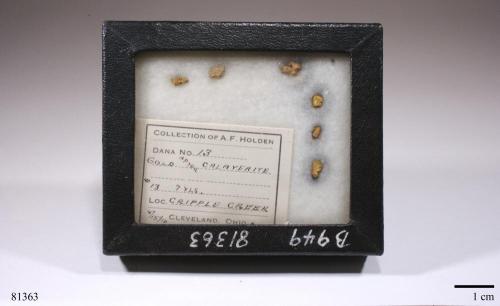 COLLECTION OF A. F. HOLDEN
DANA NO. 13
GOLD CALAVERITE
LOC. CRIPPLE CREEK
CLEVELAND, OHIO
B949 81363
81363
1 cm